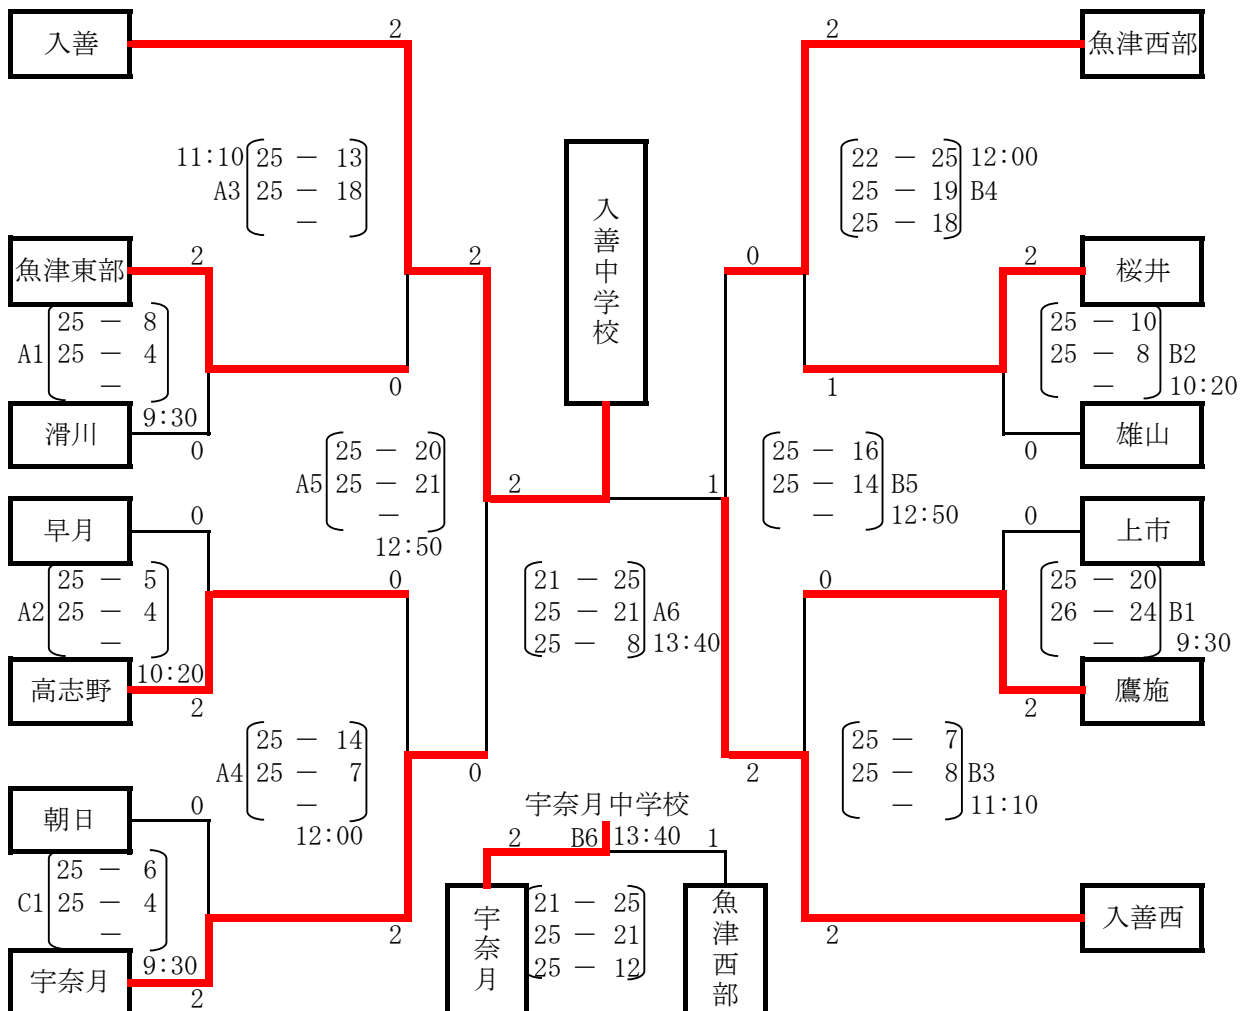 入善
2
2
魚津西部
11:10
25 － 13
A3
25 － 18
－
入善中学校
22 － 25
12:00
25 － 19
B4
25 － 18
魚津東部
2
2
0
2
桜井
25 － 8
A1
25 － 4
－
9:30
滑川
0
0
25 － 10
25 － 8
B2
－
10:20
1
雄山
0
25 － 20
A5
25 － 21
－
12:50
2
1
25 － 16
25 － 14
B5
－
12:50
早月
0
0
上市
25 － 5
A2
25 － 4
－
10:20
高志野
2
0
21 － 25
25 － 21
A6
25 － 8
13:40
0
25 － 20
26 － 24
B1
－
9:30
鷹施
2
25 － 14
A4
25 － 7
－
12:00
0
2
25 － 7
25 － 8
B3
－
11:10
朝日
0
25 － 6
C1
25 － 4
－
9:30
宇奈月
2
2
宇奈月中学校
2
B6
13:40
1
宇奈月
21 － 25
25 － 21
25 － 12
魚津西部
2
入善西